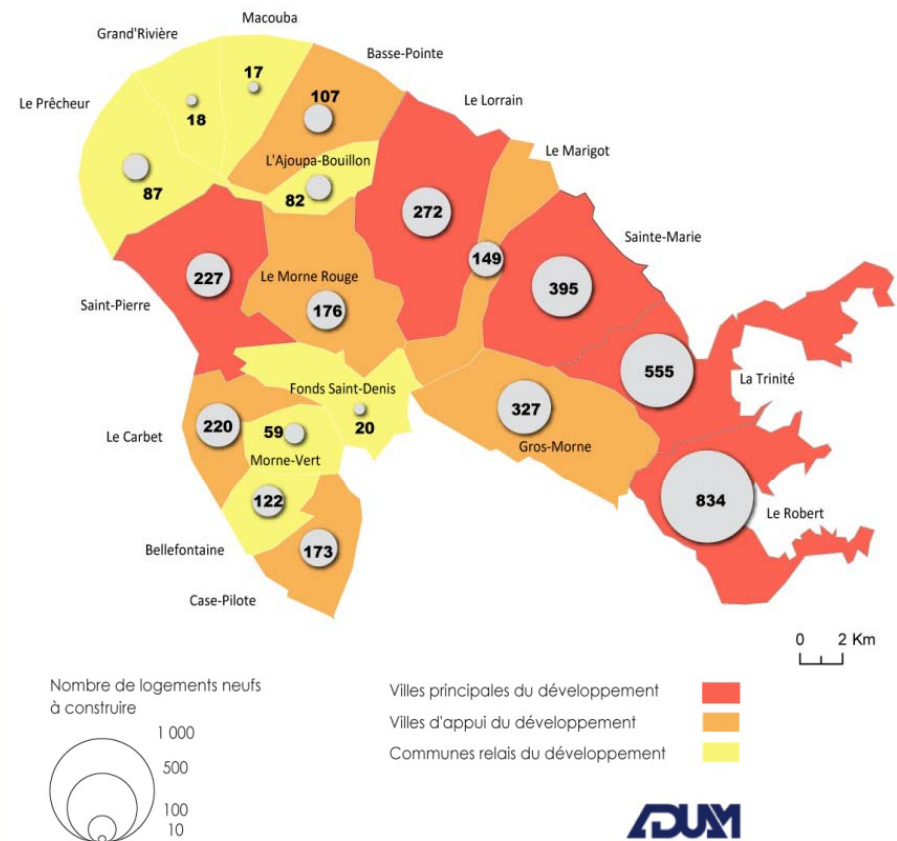 Macouba
Grand'Rivière
Basse-Pointe
17
Le Prêcheur
107
Le Lorrain
18
Le Marigot
L'Ajoupa-Bouillon
87
82
272
Sainte-Marie
149
227
Le Morne Rouge
395
Saint-Pierre
176
555
La Trinité
Fonds Saint-Denis
327
220
59
20
Le Carbet
Gros-Morne
Morne-Vert
834
122
Le Robert
Bellefontaine
173
Case-Pilote
0 2 Km
Nombre de logements neufs
à construire
1 000
500
100
10
Villes principales du développement
Villes d'appui du développement
Communes relais du développement
ADUAM